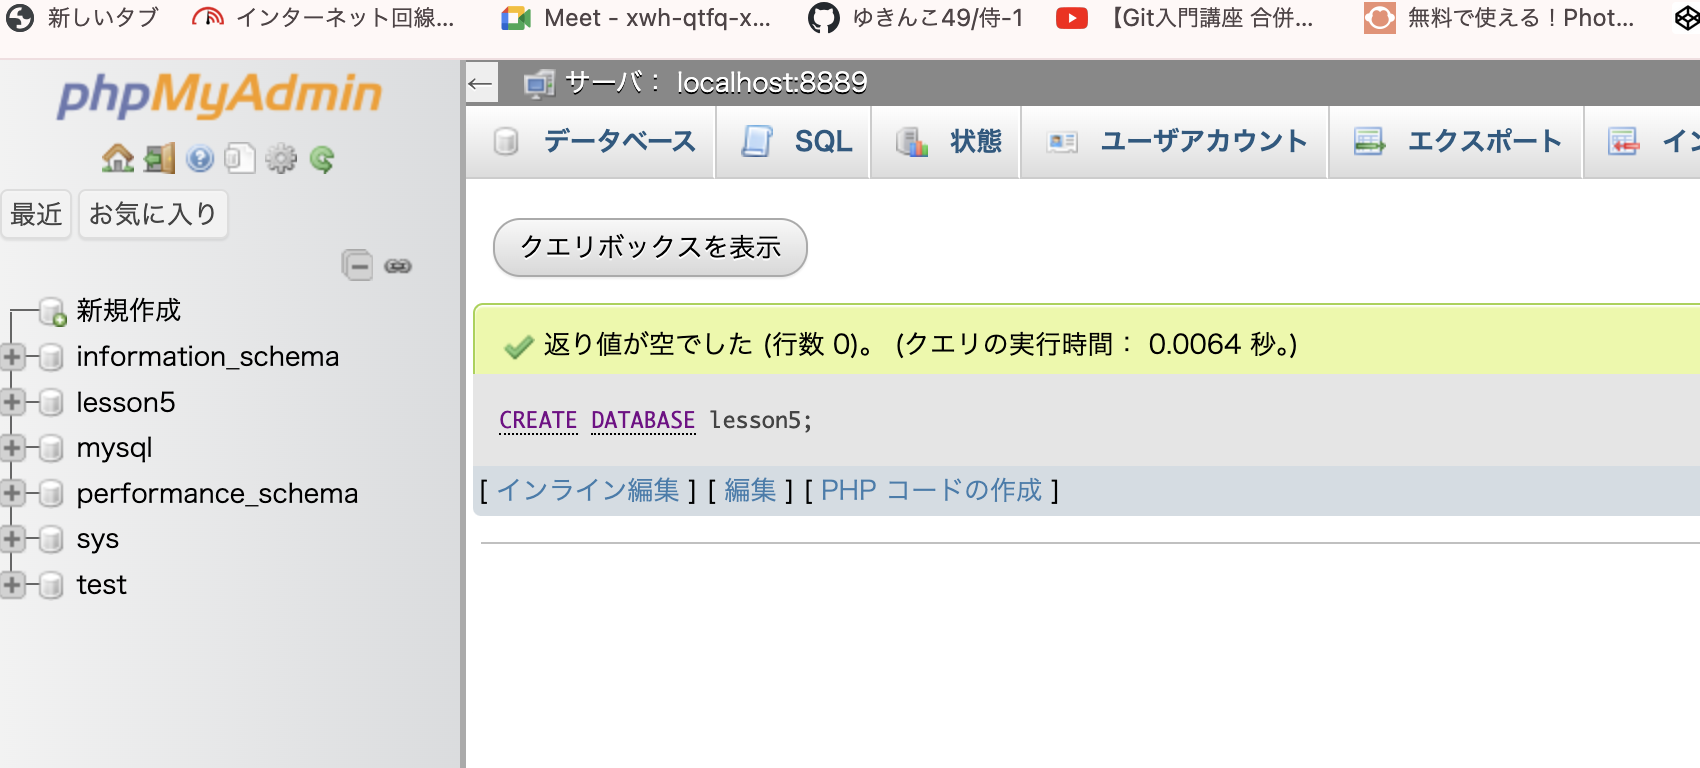 新しいタブ
インターネット回線...
Meet - xwh-qtfq-x...
ゆきんこ49/侍-1
【Git入門講座 合併...
無料で使える！Phot...
phpMyAdmin
最近
お気に入り
新規作成
information_schema
lesson5
mysql
performance_schema
sys
test
←
サーバ： localhost:8889
データベース
SQL
状態
ユーザアカウント
エクスポート
クエリボックスを表示
返り値が空でした (行数 0)。 (クエリの実行時間： 0.0064 秒。)
CREATE DATABASE lesson5;
[ インライン編集 ] [ 編集 ] [ PHP コードの作成 ]